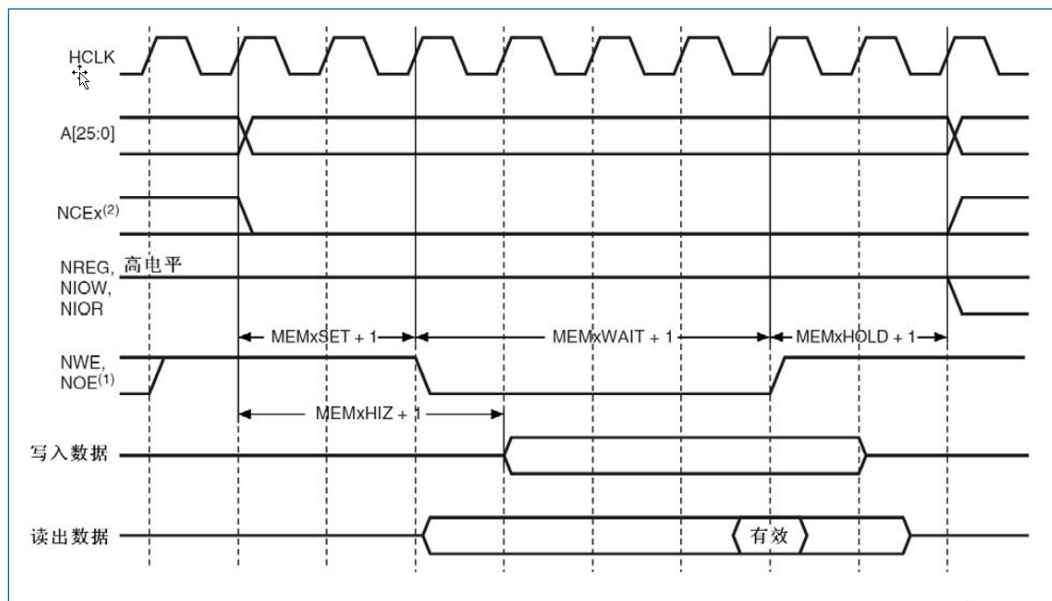 HCLK
A[25:0]
NCEx(2)
NREG, 高电平
NIOW,
NIOR
MEMxSET + 1 MEMxWAIT + 1 MEMxHOLD + 1
NWE,
NOE(1)
MEMxHIZ + 1
写入数据
读出数据 有效